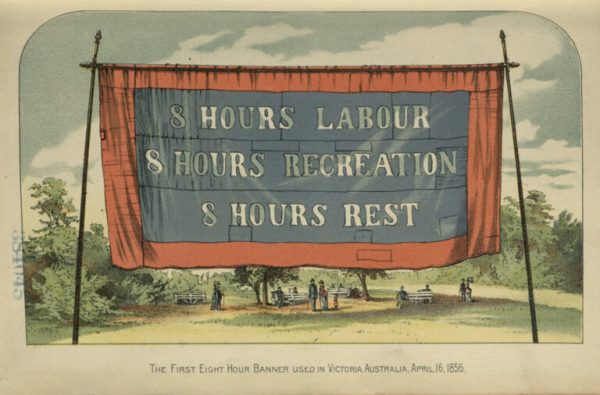 8 HOURS LABOUR
8 HOURS RECREATION
8 HOURS REST
THE FIRST EIGHT HOUR BANNER USED IN VICTORIA, AUSTRALIA, APRIL, 16, 1856.